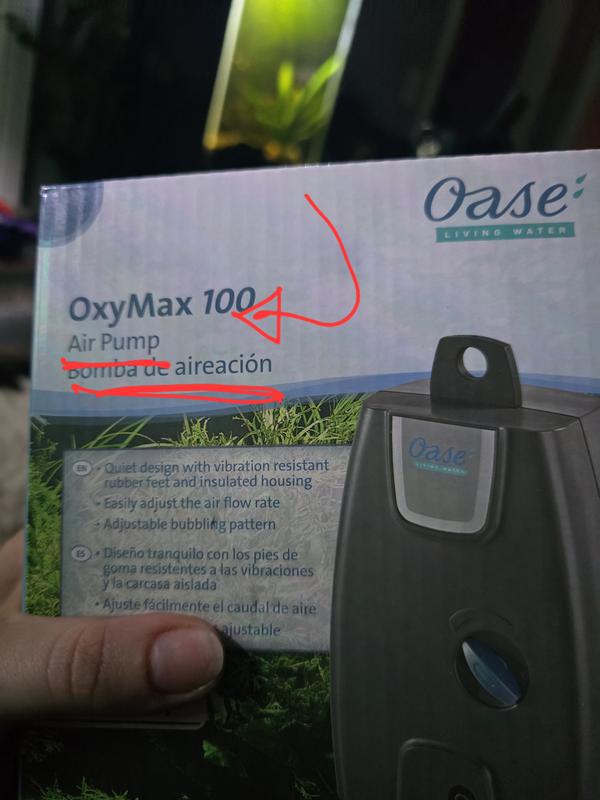 Oase
LIVING WATER
OxyMax 100
Air Pump
Bomba de aireación
Oase
LIVING WATER
EN • Quiet design with vibration resistant
rubber feet and insulated housing
• Easily adjust the air flow rate
• Adjustable bubbling pattern
ES • Diseño tranquilo con los pies de
goma resistentes a las vibraciones
y la carcasa aislada
• Ajuste fácilmente el caudal de aire
ajustable